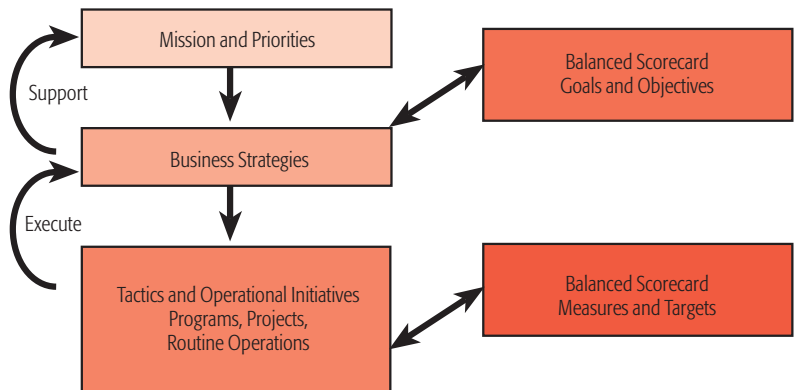 Mission and Priorities
Balanced Scorecard
Goals and Objectives
Support
Business Strategies
Execute
Tactics and Operational Initiatives
Programs, Projects,
Routine Operations
Balanced Scorecard
Measures and Targets